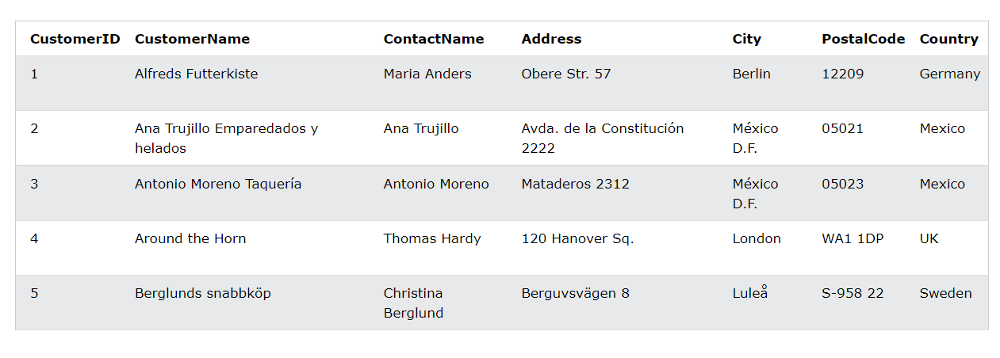 CustomerID CustomerName ContactName Address City PostalCode Country
1 Alfreds Futterkiste Maria Anders Obere Str. 57 Berlin 12209 Germany
2 Ana Trujillo Emparedados y Ana Trujillo Avda. de la Constitución México 05021 Mexico
helados 2222 D.F.
3 Antonio Moreno Taquería Antonio Moreno Mataderos 2312 México 05023 Mexico
D.F.
4 Around the Horn Thomas Hardy 120 Hanover Sq. London WA1 1DP UK
5 Berglunds snabbköp Christina Berguvsvägen 8 Luleå S-958 22 Sweden
Berglund